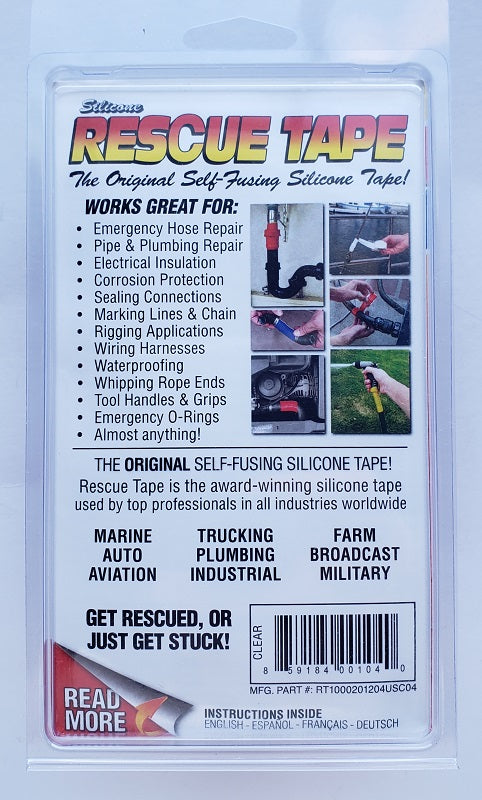 Silicone
RESCUE TAPE
The Original Self-Fusing Silicone Tape!
WORKS GREAT FOR:
• Emergency Hose Repair
• Pipe & Plumbing Repair
• Electrical Insulation
• Corrosion Protection
• Sealing Connections
• Marking Lines & Chain
• Rigging Applications
• Wiring Harnesses
• Waterproofing
• Whipping Rope Ends
• Tool Handles & Grips
• Emergency O-Rings
• Almost anything!
THE ORIGINAL SELF-FUSING SILICONE TAPE!
Rescue Tape is the award-winning silicone tape
used by top professionals in all industries worldwide
MARINE TRUCKING FARM
AUTO PLUMBING BROADCAST
AVIATION INDUSTRIAL MILITARY
GET RESCUED, OR
JUST GET STUCK!
CLEAR
8 59184 00104 0
MFG. PART #: RT1000201204USC04
READ
MORE
INSTRUCTIONS INSIDE
ENGLISH - ESPAÑOL - FRANÇAIS - DEUTSCH